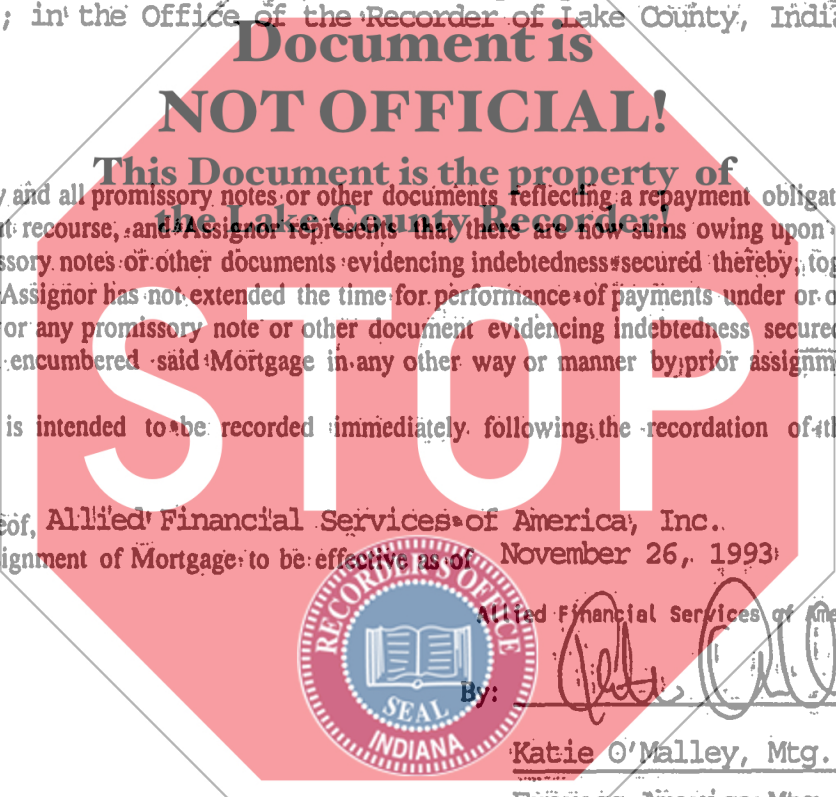 ; in the Office of the Recorder of Lake County, Indi
Document is
NOT OFFICIAL!
This Document is the property of
the Lake County Recorder!
and all promissory notes or other documents reflecting a repayment obligat
recourse, and Assignor represents that there are now sums owing upon
ssory notes or other documents evidencing indebtedness secured thereby, tog
Assignor has not extended the time for performance of payments under or
or any promissory note or other document evidencing indebtedness secured
encumbered said Mortgage in any other way or manner by prior assignm
is intended to be recorded immediately following the recordation of th
STOP
eof, Allied Financial Services of America, Inc.
ignment of Mortgage to be effective as of November 26, 1993
Allied Financial Services of Ame
By:
Katie O'Malley, Mtg.
RECORDER'S OFFICE
SEAL
INDIANA